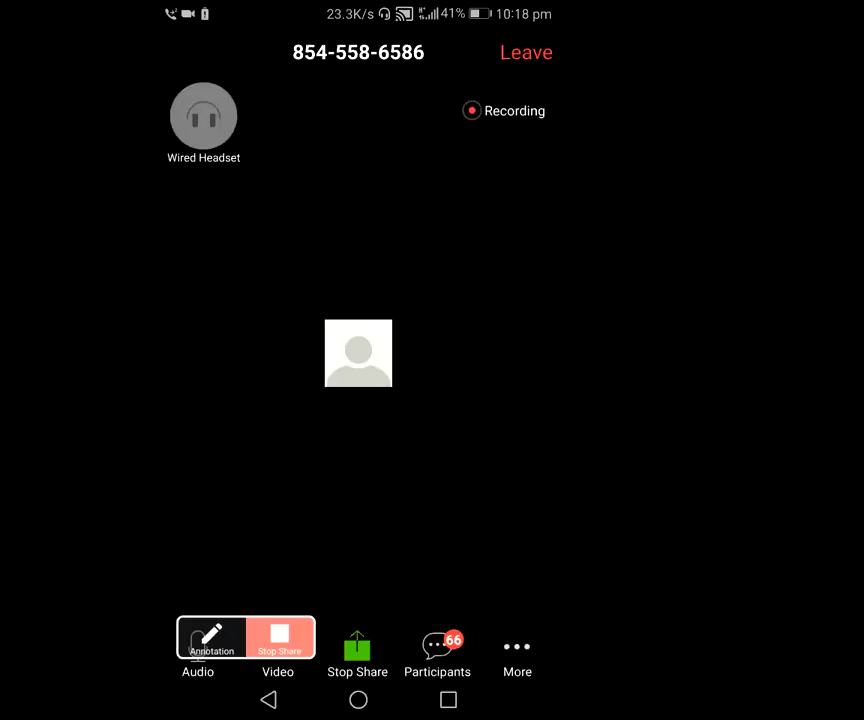 23.3K/s 41% 10:18 pm
854-558-6586 Leave
Recording
Wired Headset
66
Annotation Stop Share
Audio Video Stop Share Participants More